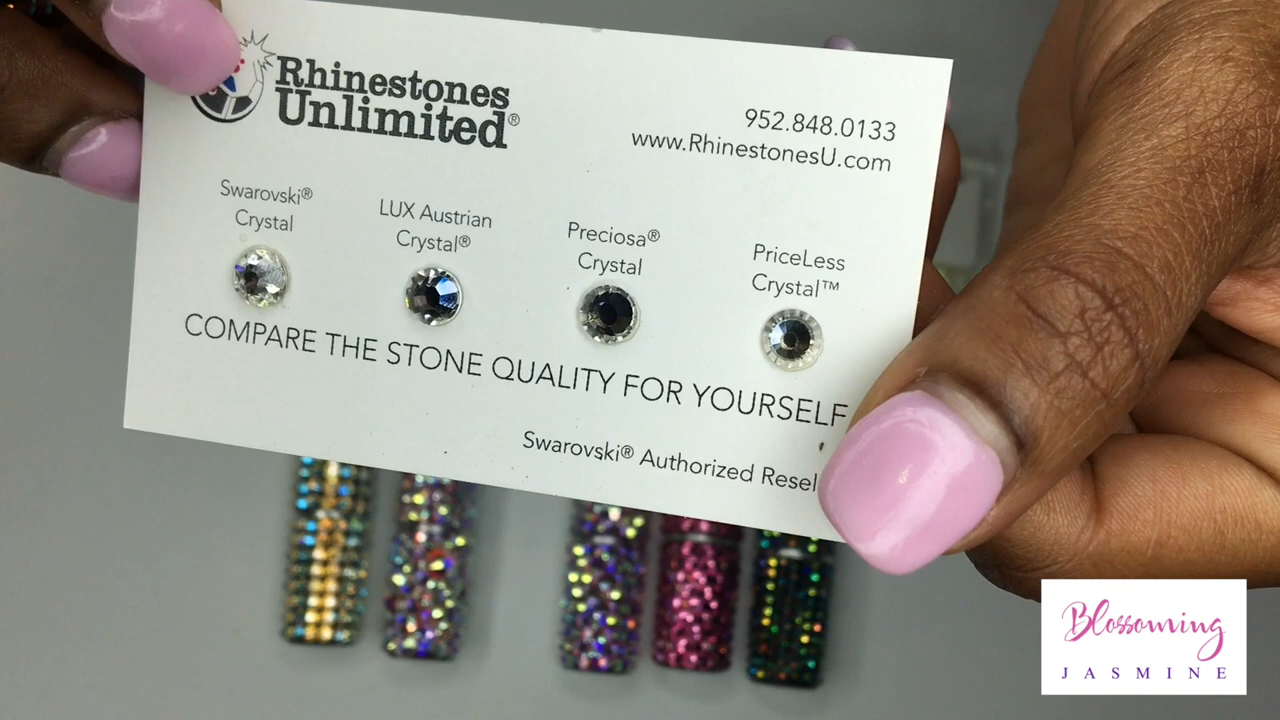 Rhinestones
Unlimited®
952.848.0133
www.RhinestonesU.com
Swarovski®
Crystal
LUX Austrian
Crystal®
Preciosa®
Crystal
PriceLess
Crystal™
COMPARE THE STONE QUALITY FOR YOURSELF
Swarovski® Authorized Resel
Blossoming
JASMINE